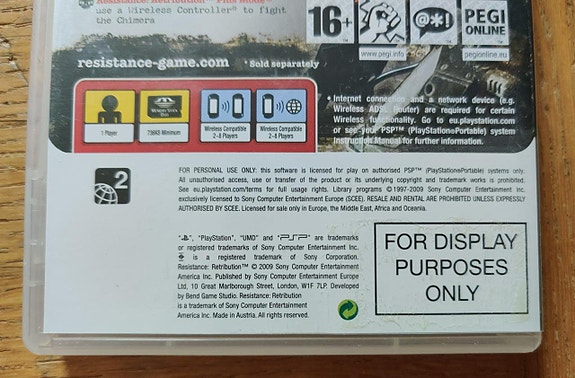 Resistance: Retribution™ Plus Mode
use a Wireless Controller* to fight
the Chimera
16+
@*!
PEGI
ONLINE
www.pegi.info
pegionline.eu
resistance-game.com
*Sold separately
• Internet connection and a network device (e.g.
Wireless ADSL Router) are required for certain
Wireless functionality. Go to eu.playstation.com
or see your PSP™ (PlayStation®Portable) system
Instruction Manual for further information.
1 Player
738KB Minimum
Wireless Compatible
2-8 Players
Wireless Compatible
2-8 Players
2
FOR PERSONAL USE ONLY: this software is licensed for play on authorised PSP™ (PlayStation®Portable) systems only.
All unauthorised access, use or transfer of the product or its underlying copyright and trademark works is prohibited.
See eu.playstation.com/terms for full usage rights. Library programs ©1997-2009 Sony Computer Entertainment Inc.
exclusively licensed to Sony Computer Entertainment Europe (SCEE). RESALE AND RENTAL ARE PROHIBITED UNLESS EXPRESSLY
AUTHORISED BY SCEE. Licensed for sale only in Europe, the Middle East, Africa and Oceania.
" ", "PlayStation", "UMD" and "PSP" are trademarks
or registered trademarks of Sony Computer Entertainment Inc.
is a registered trademark of Sony Corporation.
Resistance: Retribution™ © 2009 Sony Computer Entertainment
America Inc. Published by Sony Computer Entertainment Europe
Ltd, 10 Great Marlborough Street, London, W1F 7LP. Developed
by Bend Game Studio. Resistance: Retribution
is a trademark of Sony Computer Entertainment
America Inc. Made in Austria. All rights reserved.
FOR DISPLAY
PURPOSES
ONLY